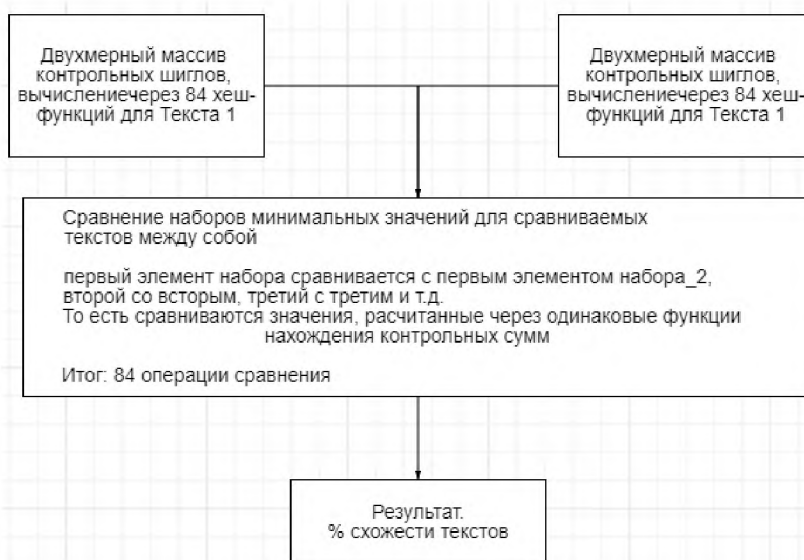 Двухмерный массив
контрольных шиглов,
вычислениечерез 84 хеш-
функций для Текста 1
Двухмерный массив
контрольных шиглов,
вычислениечерез 84 хеш-
функций для Текста 1
Сравнение наборов минимальных значений для сравниваемых
текстов между собой
первый элемент набора сравнивается с первым элементом набора_2,
второй со всторым, третий с третим и т.д.
То есть сравниваются значения, расчитанные через одинаковые функции
нахождения контрольных сумм
Итог: 84 операции сравнения
Результат.
% схожести текстов